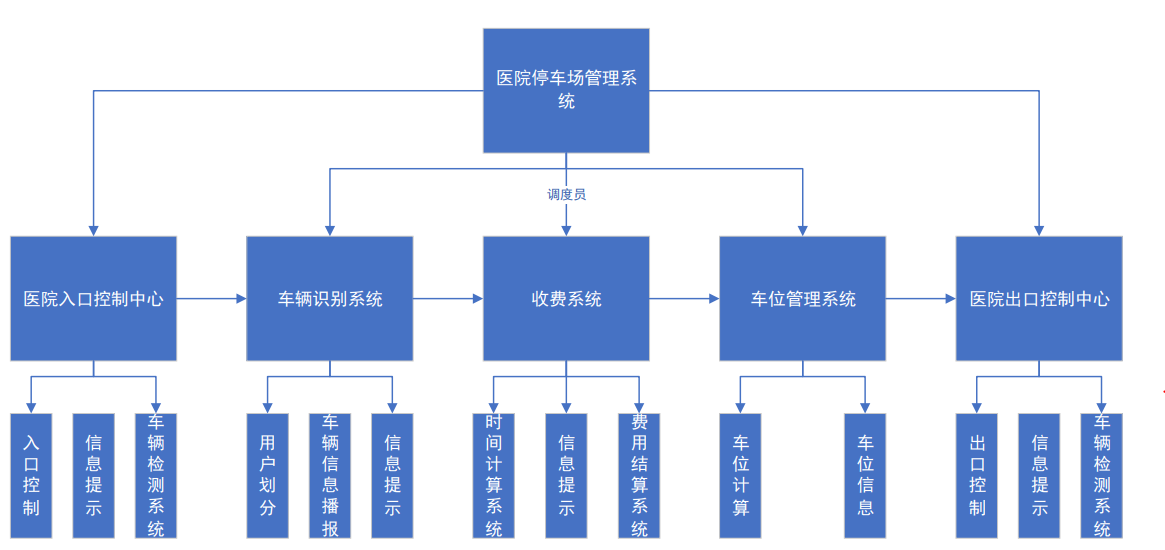 医院停车场管理系
统
调度员
医院入口控制中心
车辆识别系统
收费系统
车位管理系统
医院出口控制中心
入口控制
信息提示
车辆检测系统
用户划分
车辆信息播报
信息提示
时间计算系统
信息提示
费用结算系统
车位计算
车位信息
出口控制
信息提示
车辆检测系统